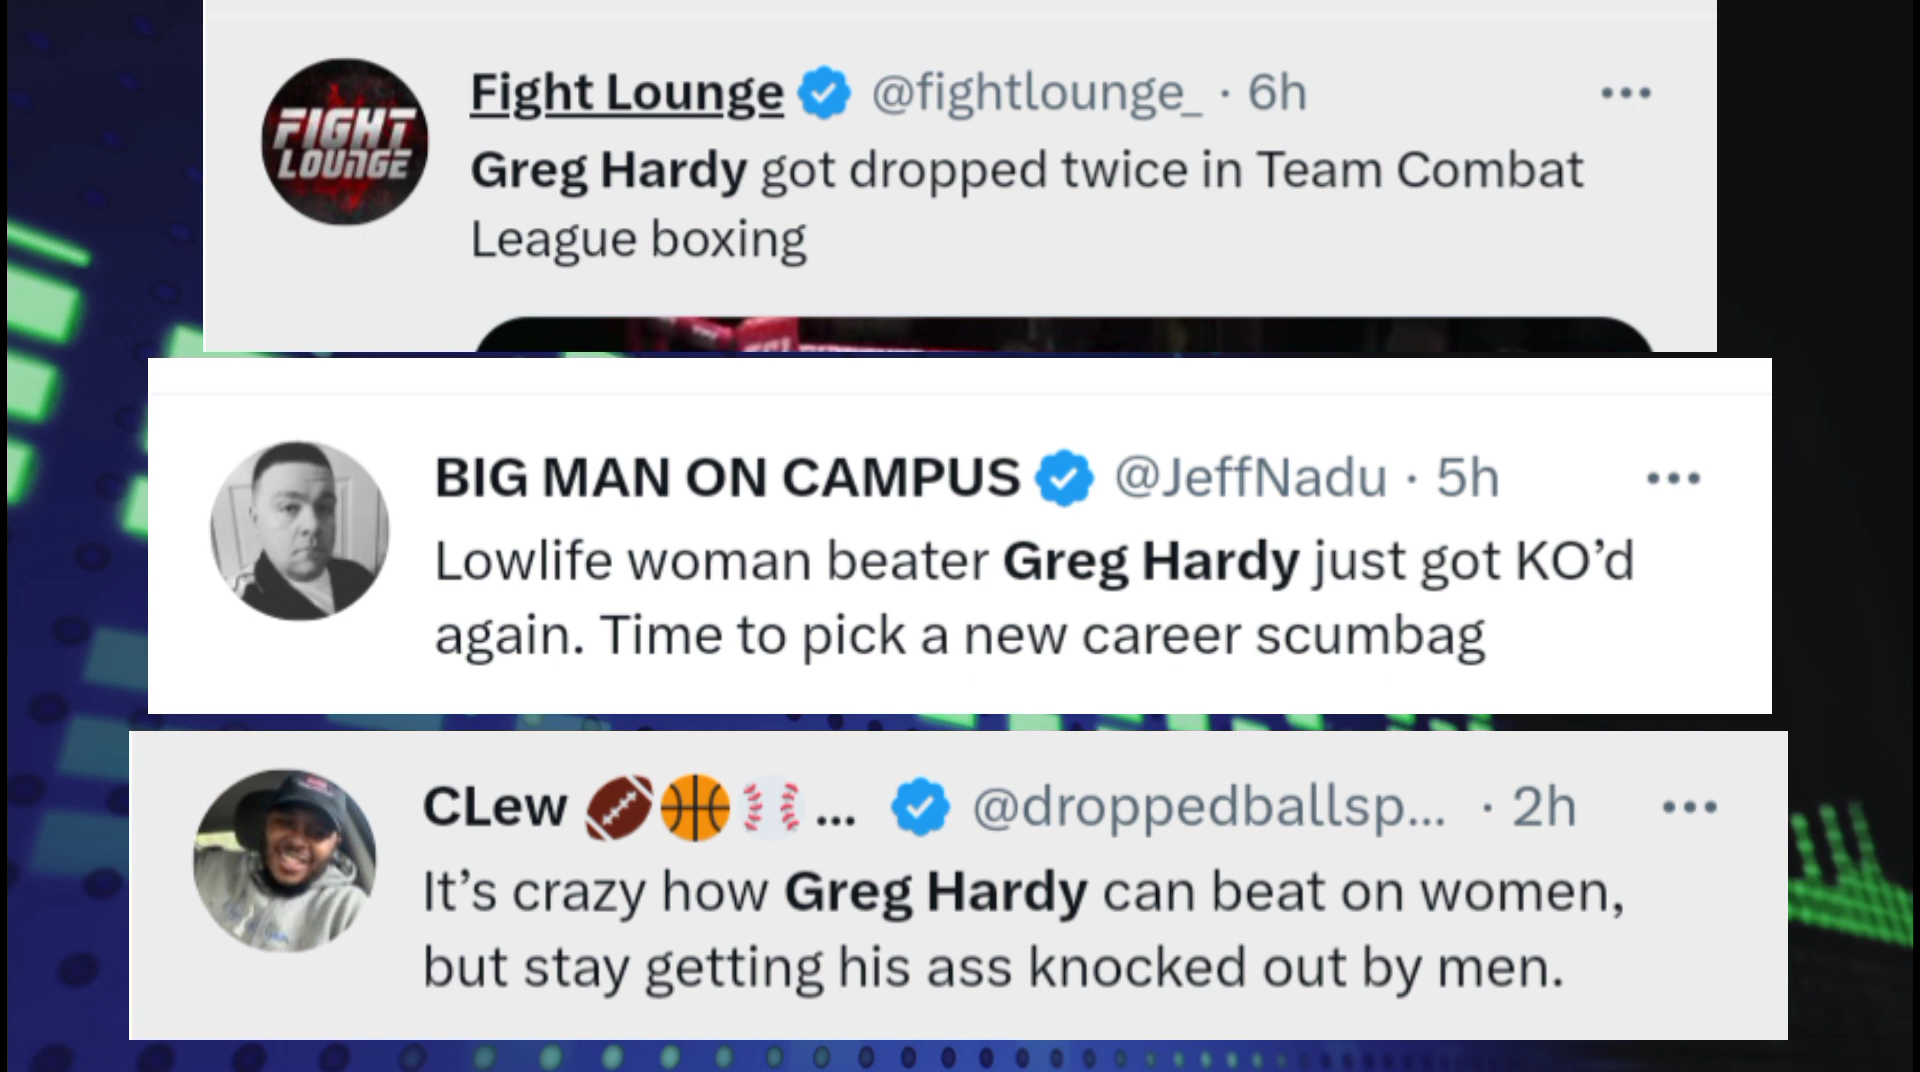 FIGHT
LOUNGE
Fight Lounge @fightlounge_ · 6h
Greg Hardy got dropped twice in Team Combat
League boxing
BIG MAN ON CAMPUS @JeffNadu · 5h
Lowlife woman beater Greg Hardy just got KO’d
again. Time to pick a new career scumbag
CLew 🏈🏀⚾... @droppedballsp... · 2h
It’s crazy how Greg Hardy can beat on women,
but stay getting his ass knocked out by men.